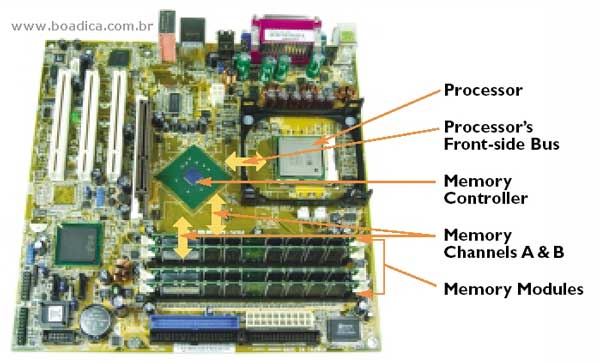 www.boadica.com.br
Processor
Processor's
Front-side Bus
Memory
Controller
Memory
Channels A & B
Memory Modules